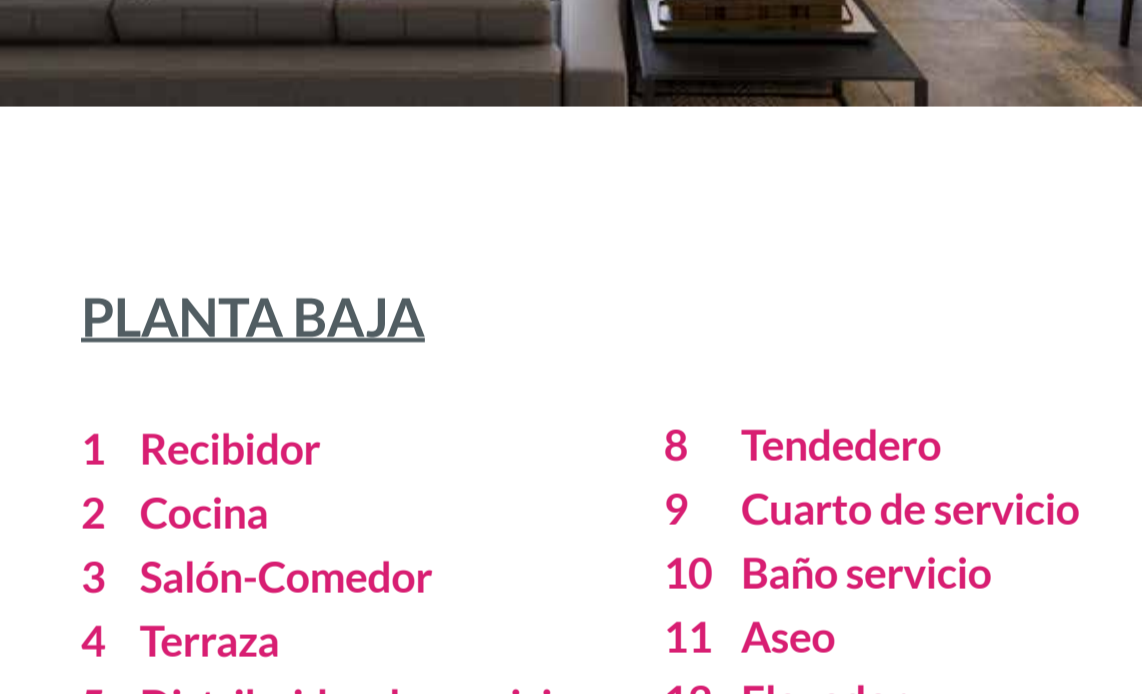 PLANTA BAJA
1 Recibidor
2 Cocina
3 Salón-Comedor
4 Terraza
8 Tendedero
9 Cuarto de servicio
10 Baño servicio
11 Aseo